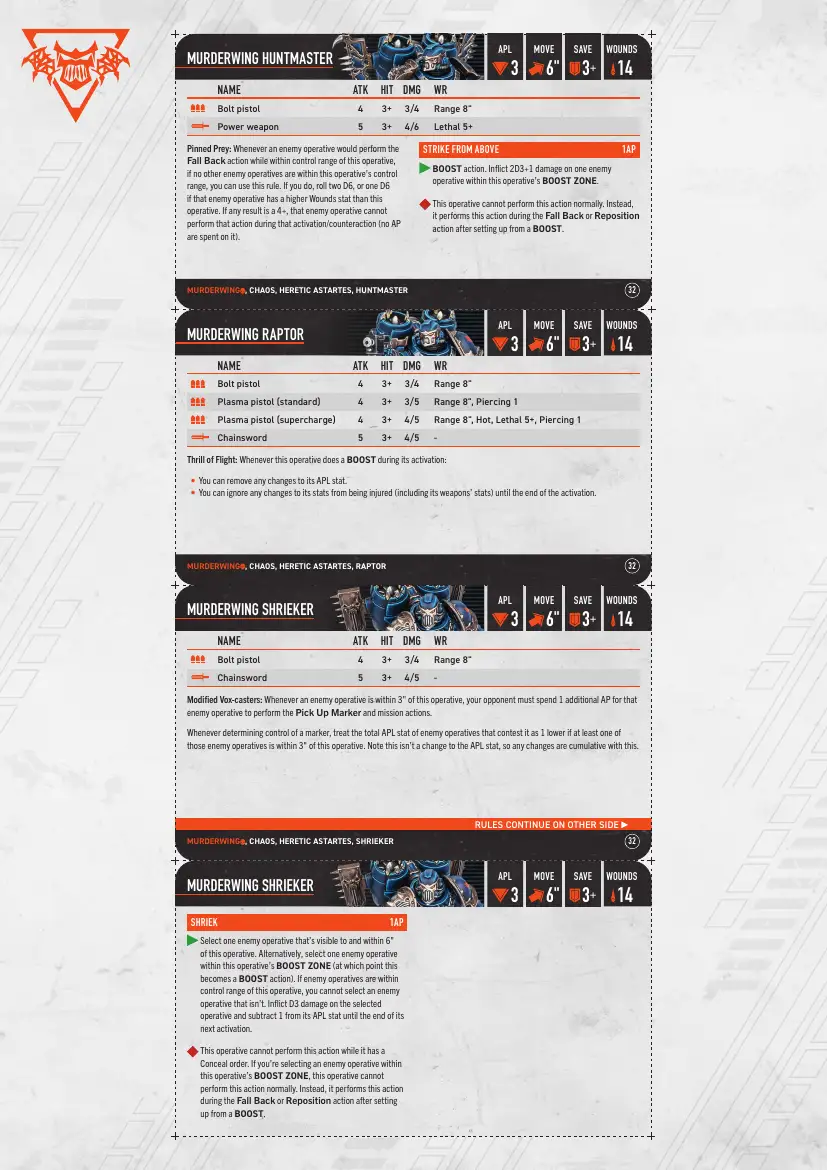 MURDERWING HUNTMASTER
APL MOVE SAVE WOUNDS
3 6" 3+ 14
NAME ATK HIT DMG WR
Bolt pistol 4 3+ 3/4 Range 8"
Power weapon 5 3+ 4/6 Lethal 5+
Pinned Prey: Whenever an enemy operative would perform the
Fall Back action while within control range of this operative,
if no other enemy operatives are within this operative's control
range, you can use this rule. If you do, roll two D6, or one D6
if that enemy operative has a higher Wounds stat than this
operative. If any result is a 4+, that enemy operative cannot
perform that action during that activation/counteraction (no AP
are spent on it).
STRIKE FROM ABOVE 1AP
BOOST action. Inflict 2D3+1 damage on one enemy
operative within this operative's BOOST ZONE.
This operative cannot perform this action normally. Instead,
it performs this action during the Fall Back or Reposition
action after setting up from a BOOST.
MURDERWING, CHAOS, HERETIC ASTARTES, HUNTMASTER 32
MURDERWING RAPTOR
APL MOVE SAVE WOUNDS
3 6" 3+ 14
NAME ATK HIT DMG WR
Bolt pistol 4 3+ 3/4 Range 8"
Plasma pistol (standard) 4 3+ 3/5 Range 8", Piercing 1
Plasma pistol (supercharge) 4 3+ 4/5 Range 8", Hot, Lethal 5+, Piercing 1
Chainsword 5 3+ 4/5 -
Thrill of Flight: Whenever this operative does a BOOST during its activation:
• You can remove any changes to its APL stat.
• You can ignore any changes to its stats from being injured (including its weapons' stats) until the end of the activation.
MURDERWING, CHAOS, HERETIC ASTARTES, RAPTOR 32
MURDERWING SHRIEKER
APL MOVE SAVE WOUNDS
3 6" 3+ 14
NAME ATK HIT DMG WR
Bolt pistol 4 3+ 3/4 Range 8"
Chainsword 5 3+ 4/5 -
Modified Vox-casters: Whenever an enemy operative is within 3" of this operative, your opponent must spend 1 additional AP for that
enemy operative to perform the Pick Up Marker and mission actions.
Whenever determining control of a marker, treat the total APL stat of enemy operatives that contest it as 1 lower if at least one of
those enemy operatives is within 3" of this operative. Note this isn't a change to the APL stat, so any changes are cumulative with this.
RULES CONTINUE ON OTHER SIDE ▶
MURDERWING, CHAOS, HERETIC ASTARTES, SHRIEKER 32
MURDERWING SHRIEKER
APL MOVE SAVE WOUNDS
3 6" 3+ 14
SHRIEK 1AP
Select one enemy operative that's visible to and within 6"
of this operative. Alternatively, select one enemy operative
within this operative's BOOST ZONE (at which point this
becomes a BOOST action). If enemy operatives are within
control range of this operative, you cannot select an enemy
operative that isn't. Inflict D3 damage on the selected
operative and subtract 1 from its APL stat until the end of its
next activation.
This operative cannot perform this action while it has a
Conceal order. If you're selecting an enemy operative within
this operative's BOOST ZONE, this operative cannot
perform this action normally. Instead, it performs this action
during the Fall Back or Reposition action after setting
up from a BOOST.